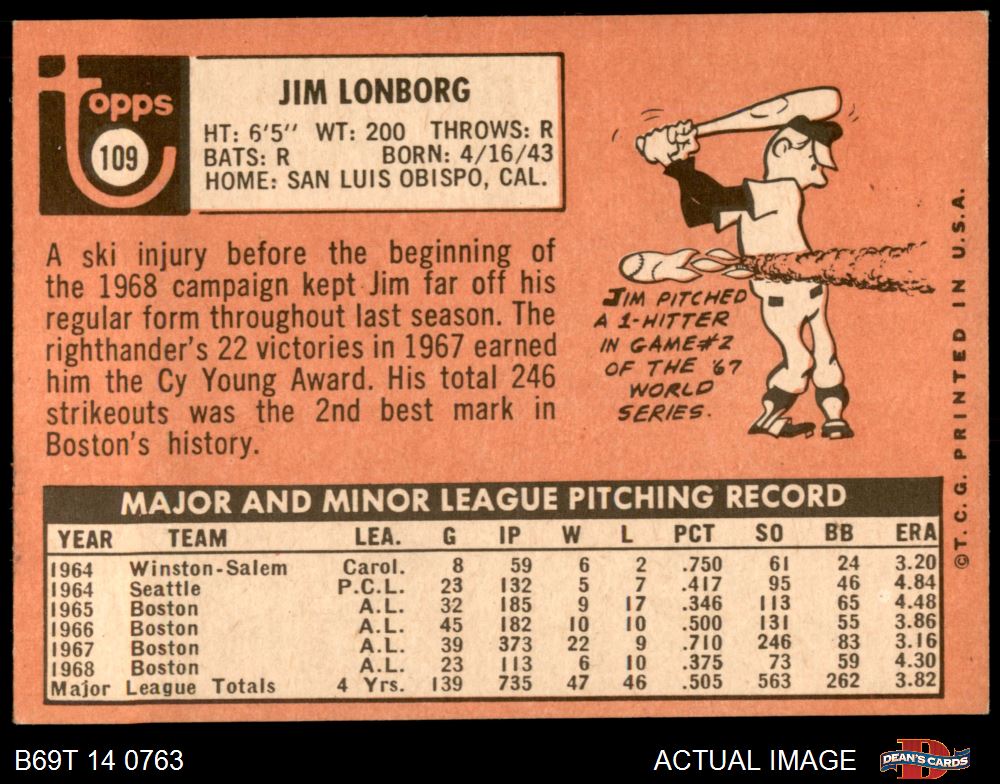 Topps
109
JIM LONBORG
HT: 6'5" WT: 200 THROWS: R
BATS: R BORN: 4/16/43
HOME: SAN LUIS OBISPO, CAL.
A ski injury before the beginning of
the 1968 campaign kept Jim far off his
regular form throughout last season. The
righthander's 22 victories in 1967 earned
him the Cy Young Award. His total 246
strikeouts was the 2nd best mark in
Boston's history.
JIM PITCHED
A 1-HITTER
IN GAME #2
OF THE '67
WORLD
SERIES.
©T.C.G. PRINTED IN U.S.A.
MAJOR AND MINOR LEAGUE PITCHING RECORD
YEAR TEAM LEA. G IP W L PCT SO BB ERA
1964 Winston-Salem Carol. 8 59 6 2 .750 61 24 3.20
1964 Seattle P.C.L. 23 132 5 7 .417 95 46 4.84
1965 Boston A.L. 32 185 9 17 .346 113 65 4.48
1966 Boston A.L. 45 182 10 10 .500 131 55 3.86
1967 Boston A.L. 39 373 22 9 .710 246 83 3.16
1968 Boston A.L. 23 113 6 10 .375 73 59 4.30
Major League Totals 4 Yrs. 139 735 47 46 .505 563 262 3.82
B69T 14 0763
ACTUAL IMAGE
DEAN'S CARDS